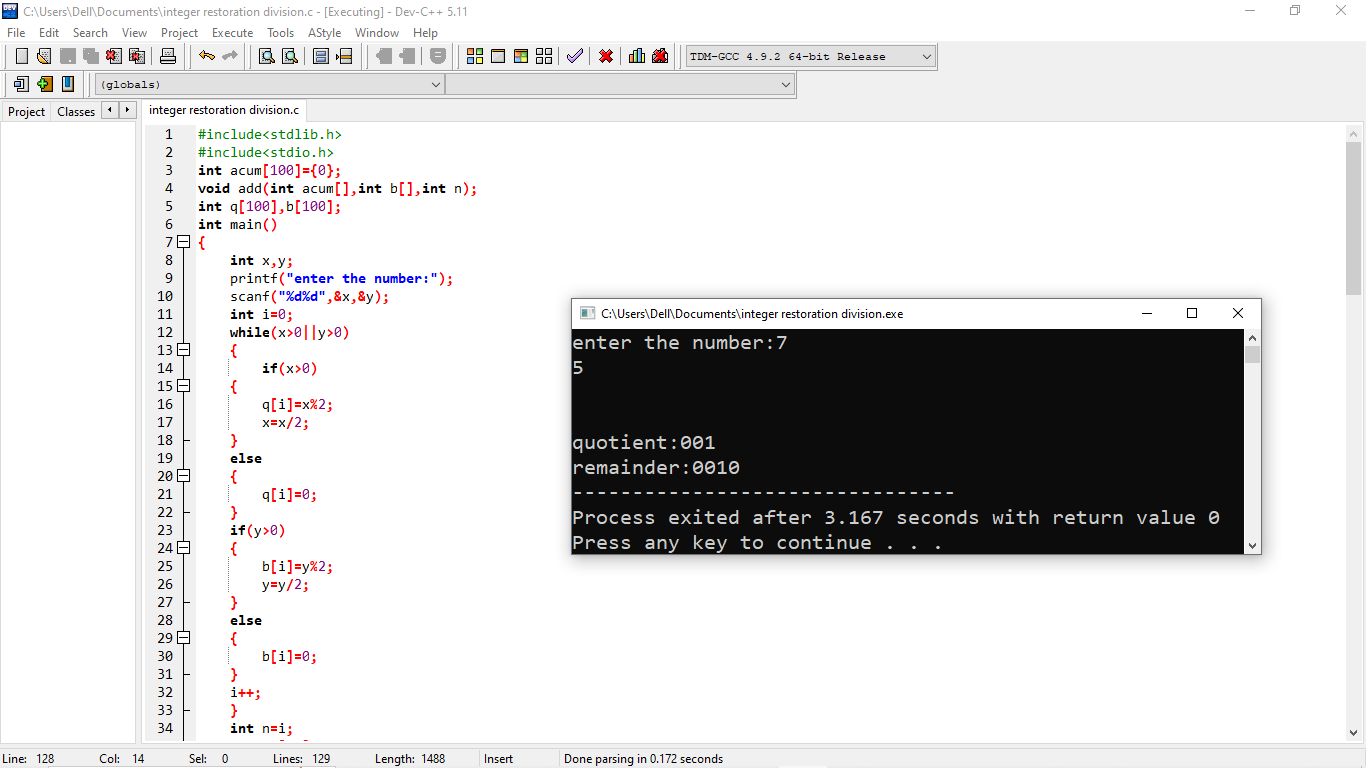 C:\Users\Dell\Documents\integer restoration division.c - [Executing] - Dev-C++ 5.11
File Edit Search View Project Execute Tools AStyle Window Help
TDM-GCC 4.9.2 64-bit Release
(globals)
Project Classes
integer restoration division.c
1 #include<stdlib.h>
2 #include<stdio.h>
3 int acum[100]={0};
4 void add(int acum[],int b[],int n);
5 int q[100],b[100];
6 int main()
7 {
8 int x,y;
9 printf("enter the number:");
10 scanf("%d%d",&x,&y);
11 int i=0;
12 while(x>0||y>0)
13 {
14 if(x>0)
15 {
16 q[i]=x%2;
17 x=x/2;
18 }
19 else
20 {
21 q[i]=0;
22 }
23 if(y>0)
24 {
25 b[i]=y%2;
26 y=y/2;
27 }
28 else
29 {
30 b[i]=0;
31 }
32 i++;
33 }
34 int n=i;
C:\Users\Dell\Documents\integer restoration division.exe
enter the number:7
5
quotient:001
remainder:0010
--------------------------------
Process exited after 3.167 seconds with return value 0
Press any key to continue . . .
Line: 128 Col: 14 Sel: 0 Lines: 129 Length: 1488 Insert Done parsing in 0.172 seconds